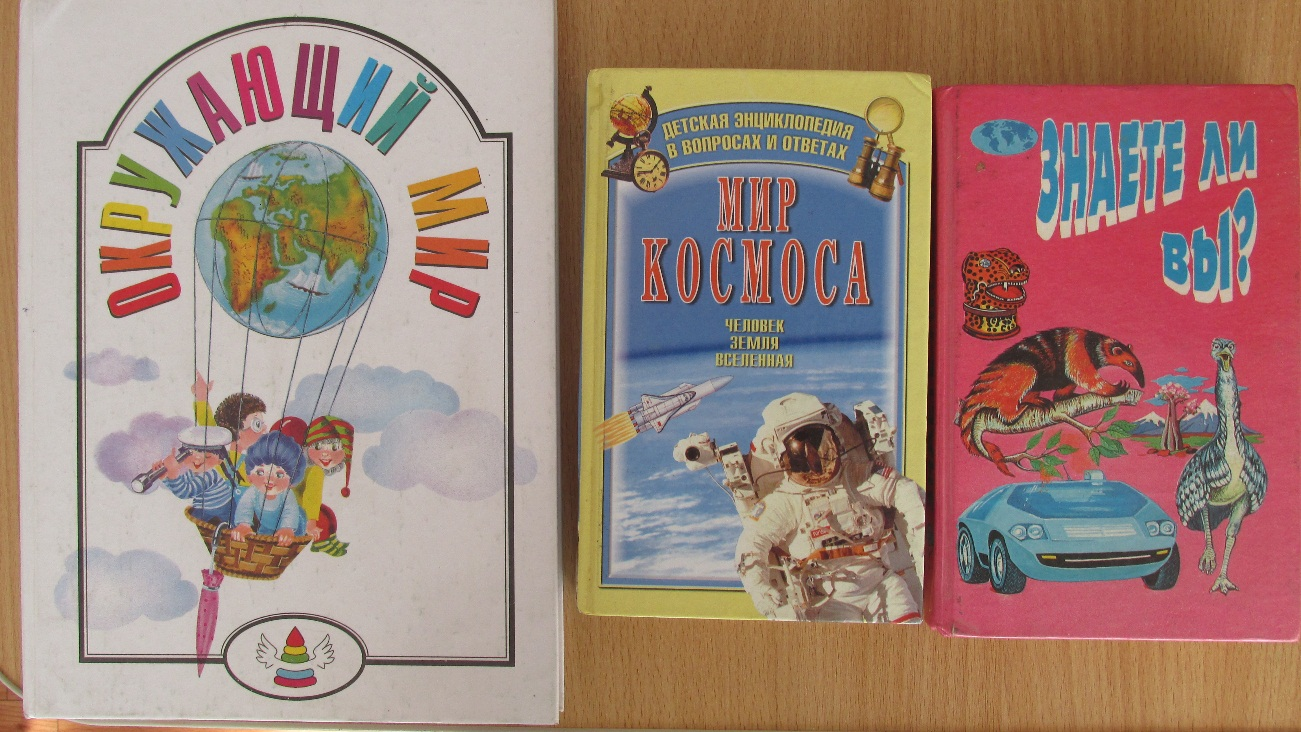 ОКРУЖАЮЩИЙ МИР
ДЕТСКАЯ ЭНЦИКЛОПЕДИЯ
В ВОПРОСАХ И ОТВЕТАХ
МИР
КОСМОСА
ЧЕЛОВЕК
ЗЕМЛЯ
ВСЕЛЕННАЯ
ЗНАЕТЕ ЛИ
ВЫ?